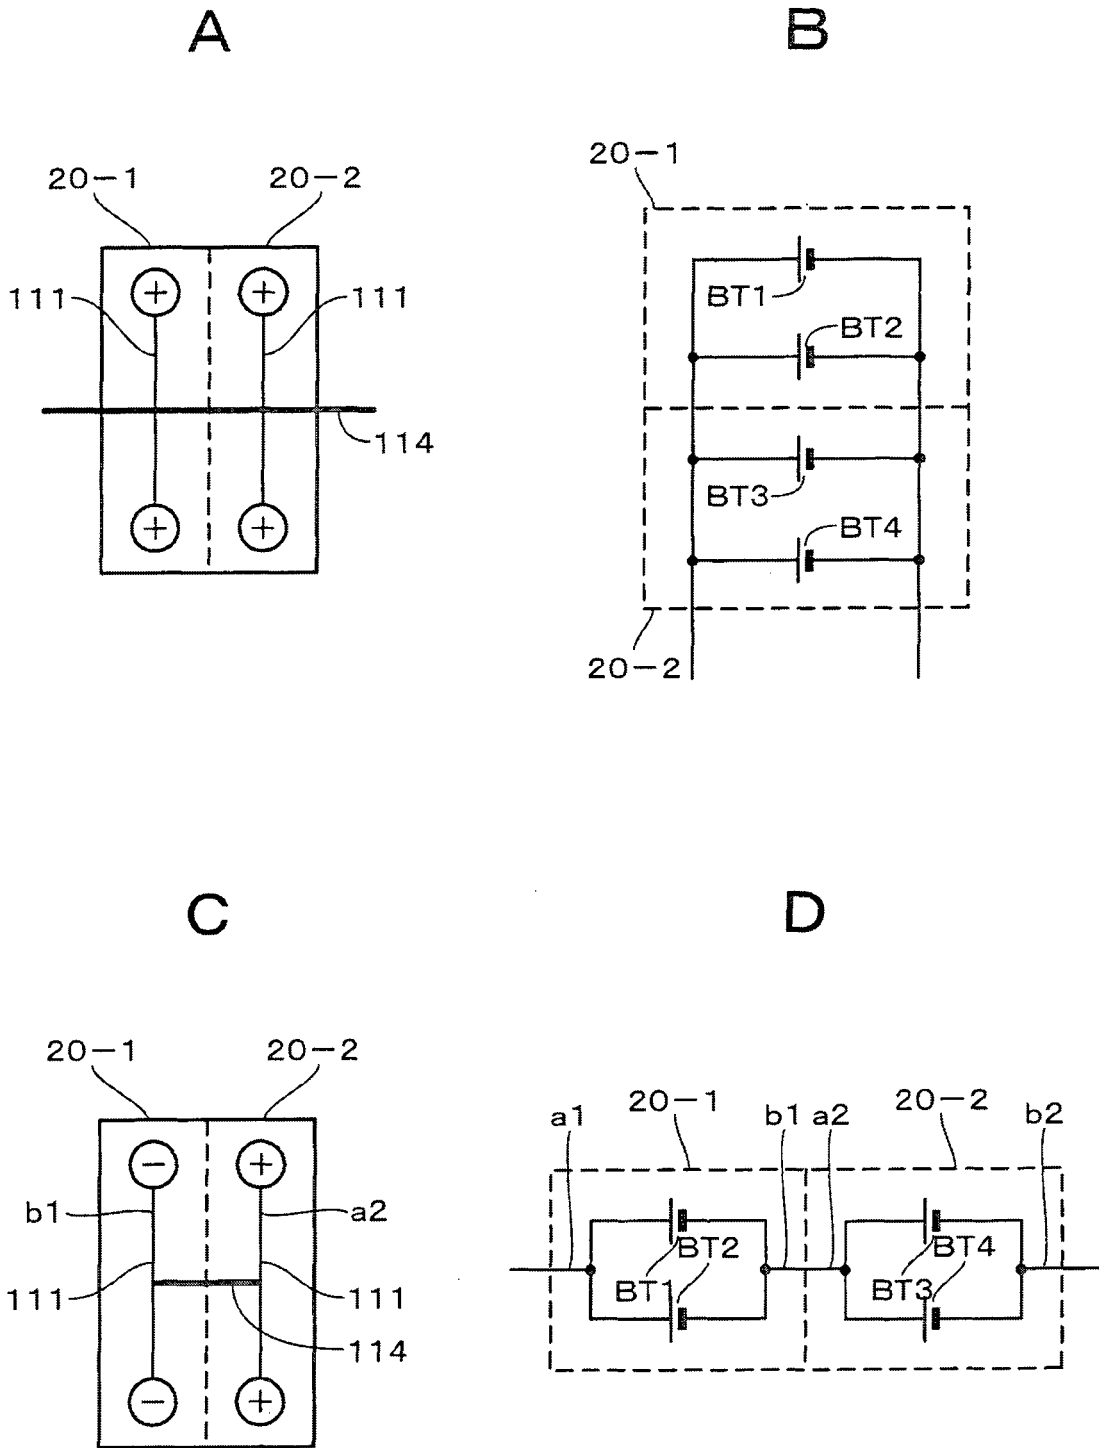 A
B
20-1
20-1 20-2
+ +
111 111
BT1
BT2
114
BT3
+ +
BT4
20-2
C
D
20-1 20-2
a1 20-1 b1 a2 20-2 b2
- +
b1 a2
BT2 BT4
BT1 BT3
111 111
114
- +